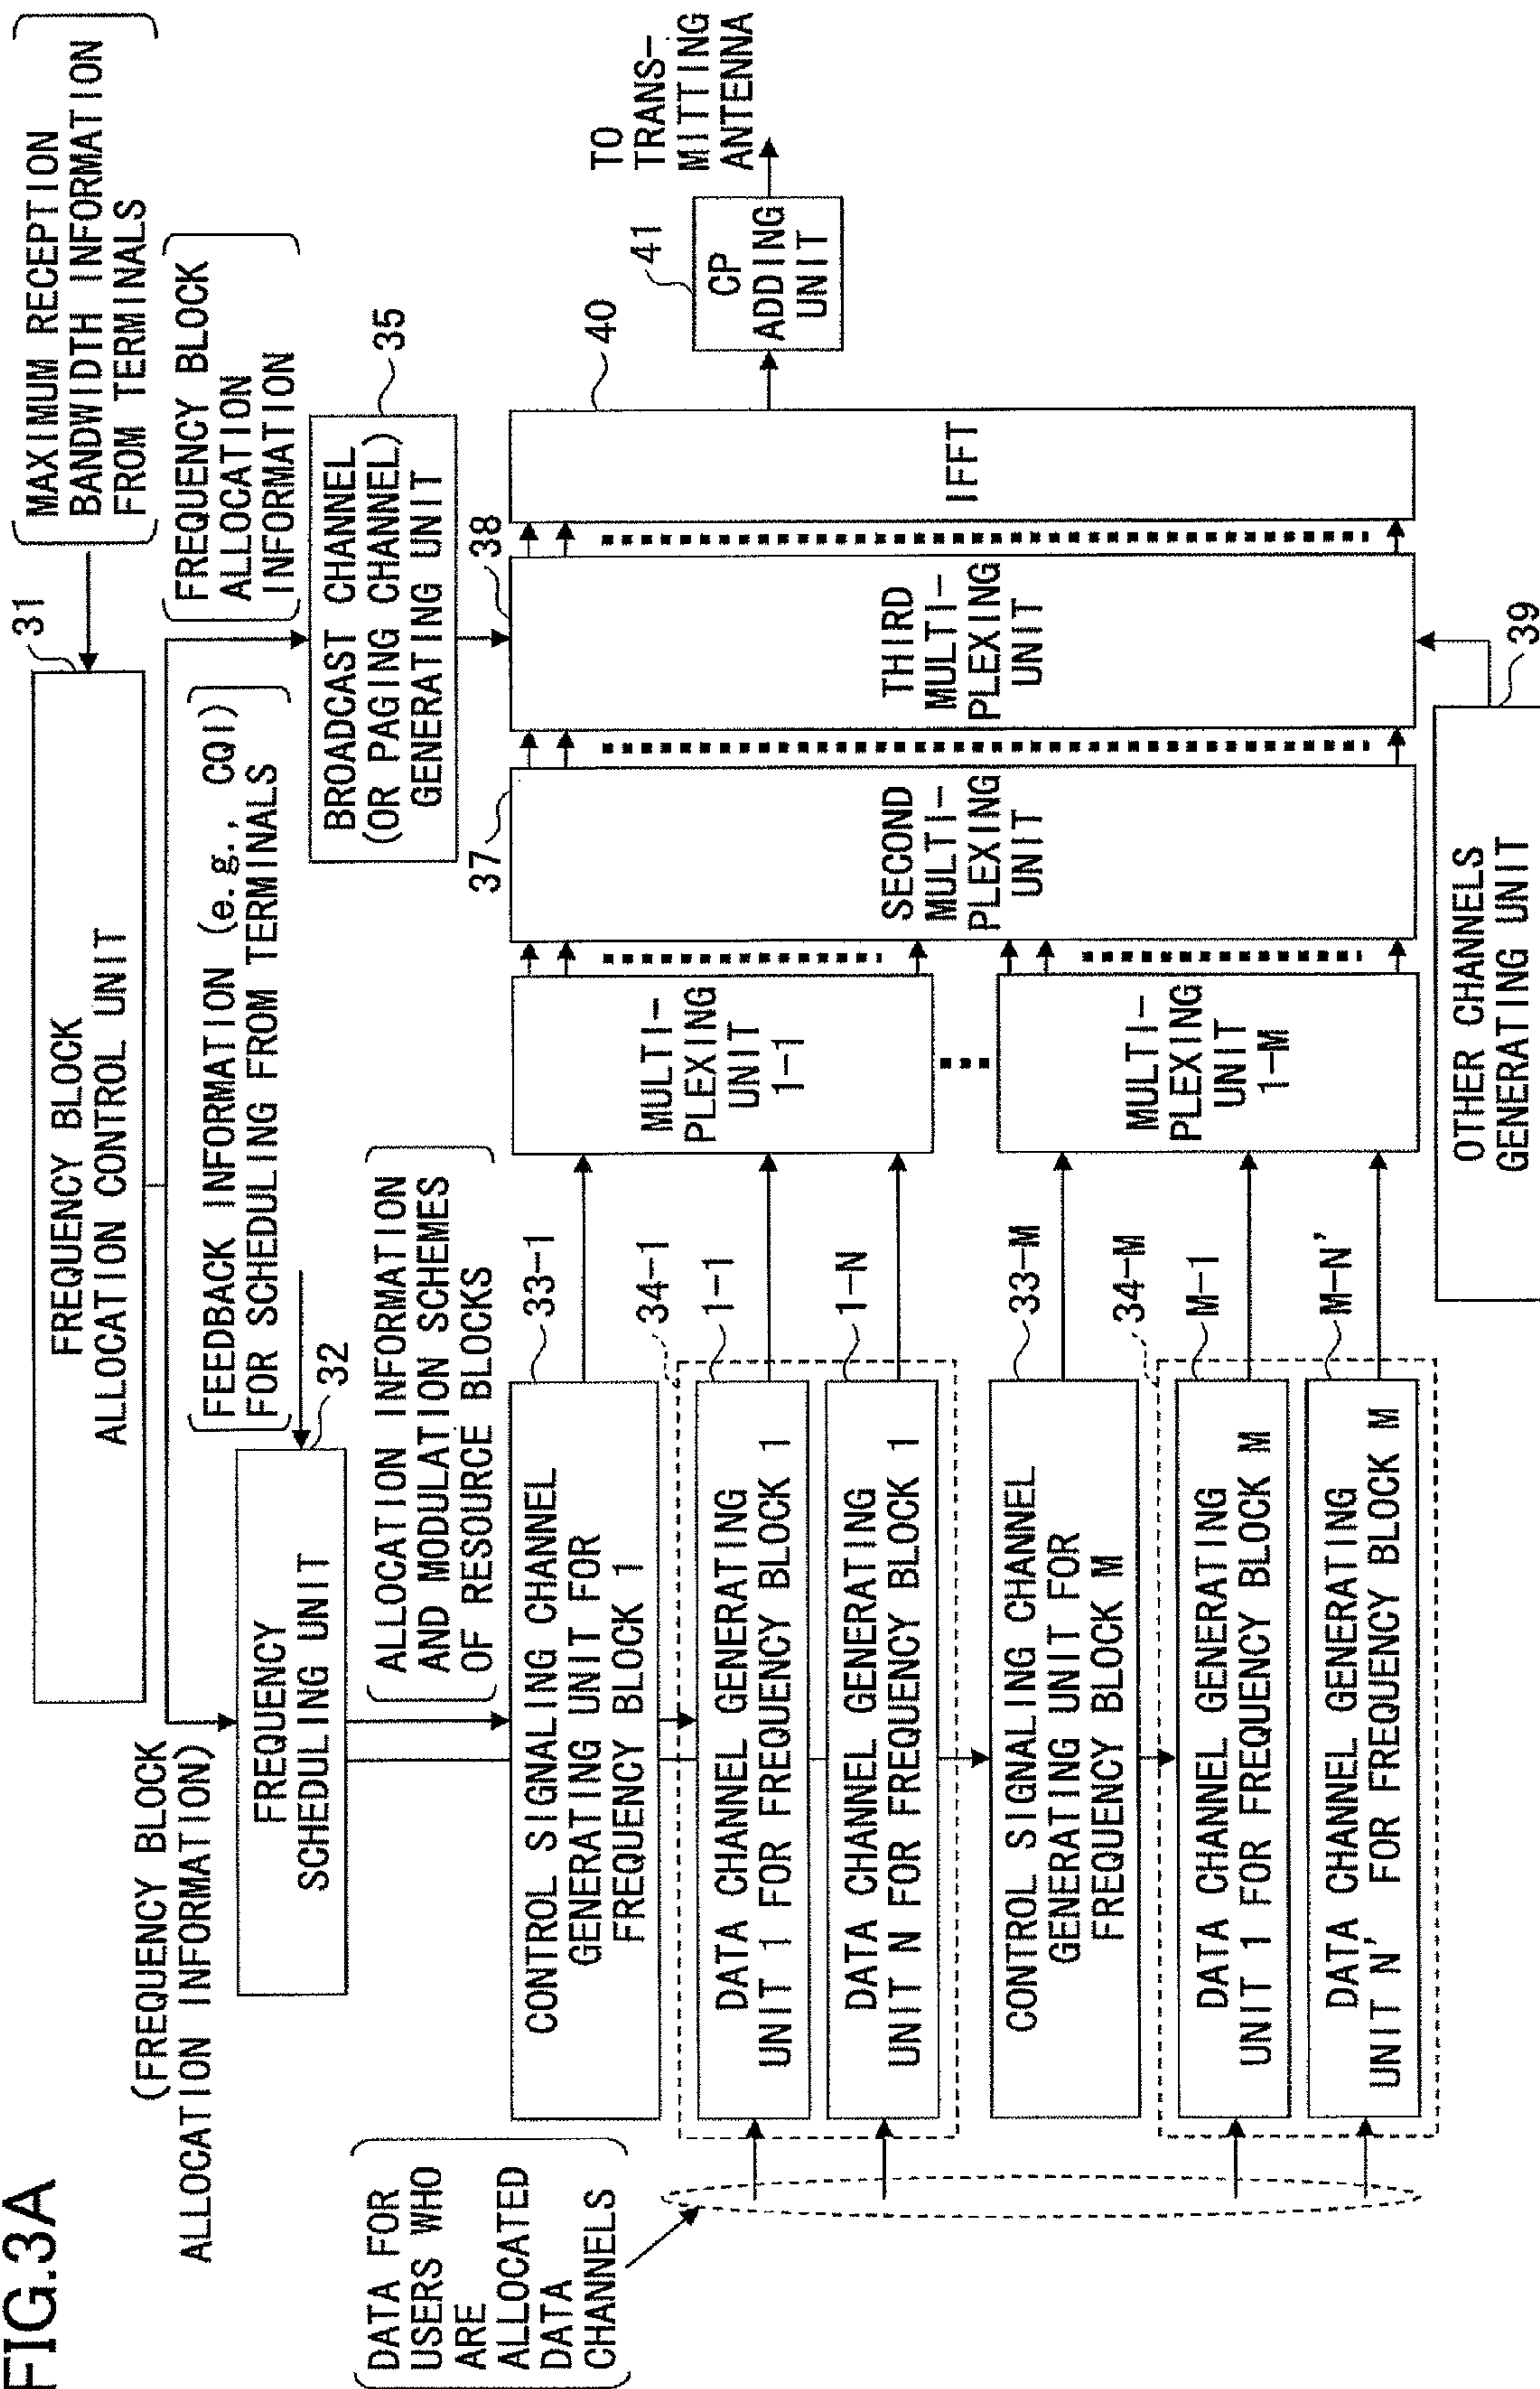 FIG.3A
MAXIMUM RECEPTION
BANDWIDTH INFORMATION
FROM TERMINALS
31
FREQUENCY BLOCK
ALLOCATION CONTROL UNIT
(FREQUENCY BLOCK
ALLOCATION INFORMATION)
FEEDBACK INFORMATION (e.g., CQI)
FOR SCHEDULING FROM TERMINALS
FREQUENCY BLOCK
ALLOCATION
INFORMATION
32
FREQUENCY
SCHEDULING UNIT
35
BROADCAST CHANNEL
(OR PAGING CHANNEL)
GENERATING UNIT
ALLOCATION INFORMATION
AND MODULATION SCHEMES
OF RESOURCE BLOCKS
DATA FOR
USERS WHO
ARE
ALLOCATED
DATA
CHANNELS
33-1
CONTROL SIGNALING CHANNEL
GENERATING UNIT FOR
FREQUENCY BLOCK 1
34-1
1-1
DATA CHANNEL GENERATING
UNIT 1 FOR FREQUENCY BLOCK 1
1-N
DATA CHANNEL GENERATING
UNIT N FOR FREQUENCY BLOCK 1
33-M
CONTROL SIGNALING CHANNEL
GENERATING UNIT FOR
FREQUENCY BLOCK M
34-M
M-1
DATA CHANNEL GENERATING
UNIT 1 FOR FREQUENCY BLOCK M
M-N'
DATA CHANNEL GENERATING
UNIT N' FOR FREQUENCY BLOCK M
MULTI-
PLEXING
UNIT
1-1
MULTI-
PLEXING
UNIT
1-M
37
SECOND
MULTI-
PLEXING
UNIT
38
THIRD
MULTI-
PLEXING
UNIT
40
IFFT
41
CP
ADDING
UNIT
TO
TRANS-
MITTING
ANTENNA
39
OTHER CHANNELS
GENERATING UNIT